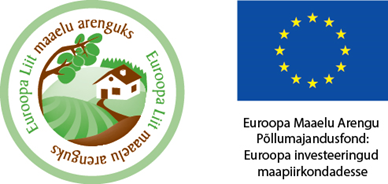 Euroopa Liit maaelu arenguks
Euroopa Liit maaelu arenguks
Euroopa Maaelu Arengu
Põllumajandusfond:
Euroopa investeeringud
maapiirkondadesse